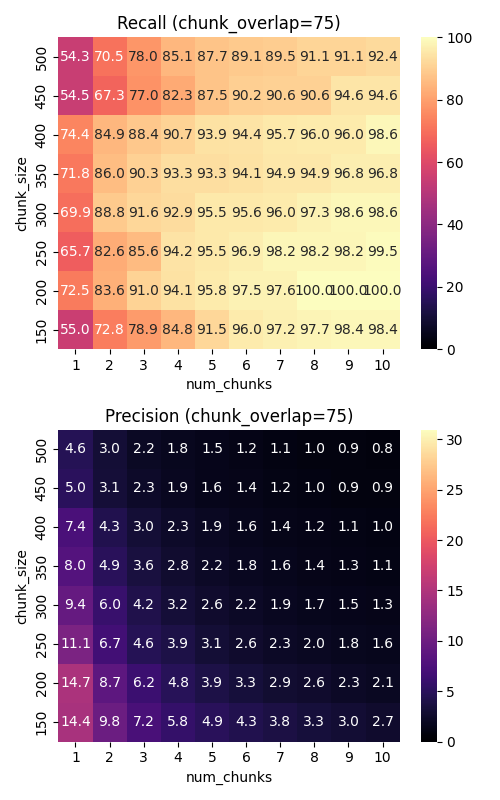 Recall (chunk_overlap=75)
500 54.3 70.5 78.0 85.1 87.7 89.1 89.5 91.1 91.1 92.4
450 54.5 67.3 77.0 82.3 87.5 90.2 90.6 90.6 94.6 94.6
400 74.4 84.9 88.4 90.7 93.9 94.4 95.7 96.0 96.0 98.6
350 71.8 86.0 90.3 93.3 93.3 94.1 94.9 94.9 96.8 96.8
300 69.9 88.8 91.6 92.9 95.5 95.6 96.0 97.3 98.6 98.6
250 65.7 82.6 85.6 94.2 95.5 96.9 98.2 98.2 98.2 99.5
200 72.5 83.6 91.0 94.1 95.8 97.5 97.6 100.0 100.0 100.0
150 55.0 72.8 78.9 84.8 91.5 96.0 97.2 97.7 98.4 98.4
chunk_size
1 2 3 4 5 6 7 8 9 10
num_chunks
100
80
60
40
20
0
Precision (chunk_overlap=75)
500 4.6 3.0 2.2 1.8 1.5 1.2 1.1 1.0 0.9 0.8
450 5.0 3.1 2.3 1.9 1.6 1.4 1.2 1.0 0.9 0.9
400 7.4 4.3 3.0 2.3 1.9 1.6 1.4 1.2 1.1 1.0
350 8.0 4.9 3.6 2.8 2.2 1.8 1.6 1.4 1.3 1.1
300 9.4 6.0 4.2 3.2 2.6 2.2 1.9 1.7 1.5 1.3
250 11.1 6.7 4.6 3.9 3.1 2.6 2.3 2.0 1.8 1.6
200 14.7 8.7 6.2 4.8 3.9 3.3 2.9 2.6 2.3 2.1
150 14.4 9.8 7.2 5.8 4.9 4.3 3.8 3.3 3.0 2.7
chunk_size
1 2 3 4 5 6 7 8 9 10
num_chunks
30
25
20
15
10
5
0